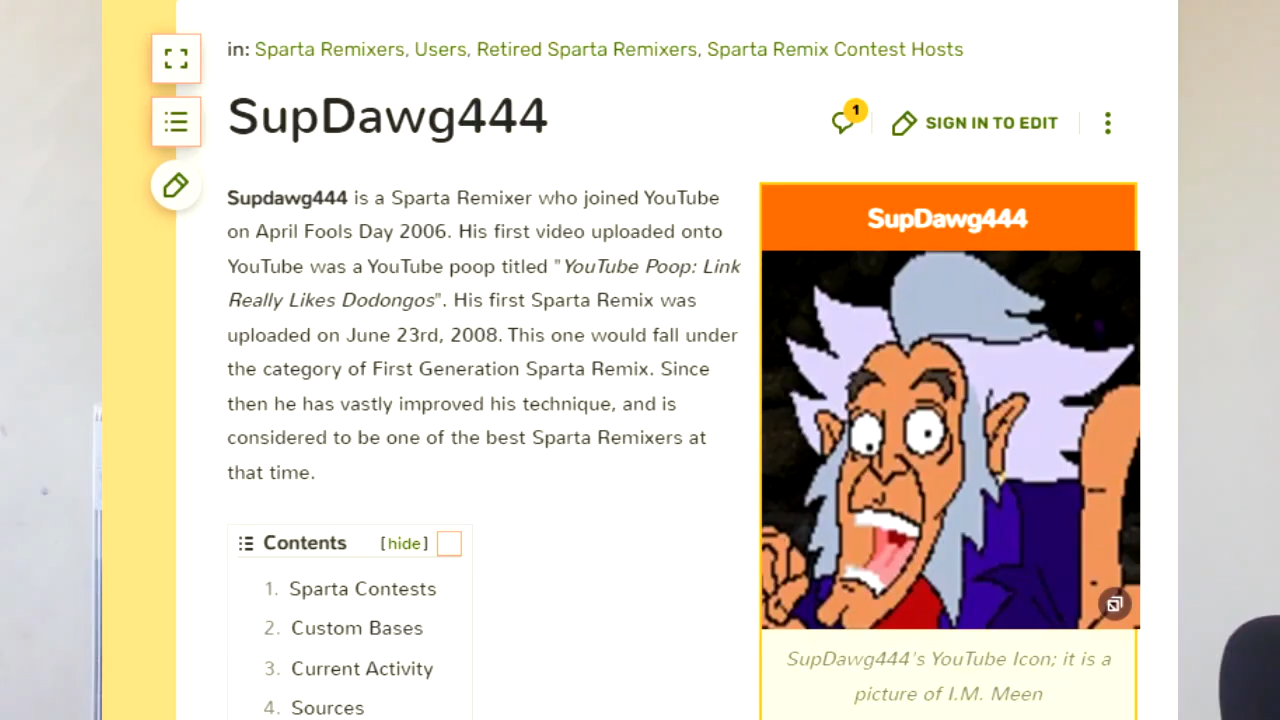 in: Sparta Remixers, Users, Retired Sparta Remixers, Sparta Remix Contest Hosts
SupDawg444
1
SIGN IN TO EDIT
Supdawg444 is a Sparta Remixer who joined YouTube
on April Fools Day 2006. His first video uploaded onto
YouTube was a YouTube poop titled "YouTube Poop: Link
Really Likes Dodongos". His first Sparta Remix was
uploaded on June 23rd, 2008. This one would fall under
the category of First Generation Sparta Remix. Since
then he has vastly improved his technique, and is
considered to be one of the best Sparta Remixers at
that time.
Contents [hide]
1. Sparta Contests
2. Custom Bases
3. Current Activity
4. Sources
SupDawg444
SupDawg444's YouTube Icon; it is a
picture of I.M. Meen